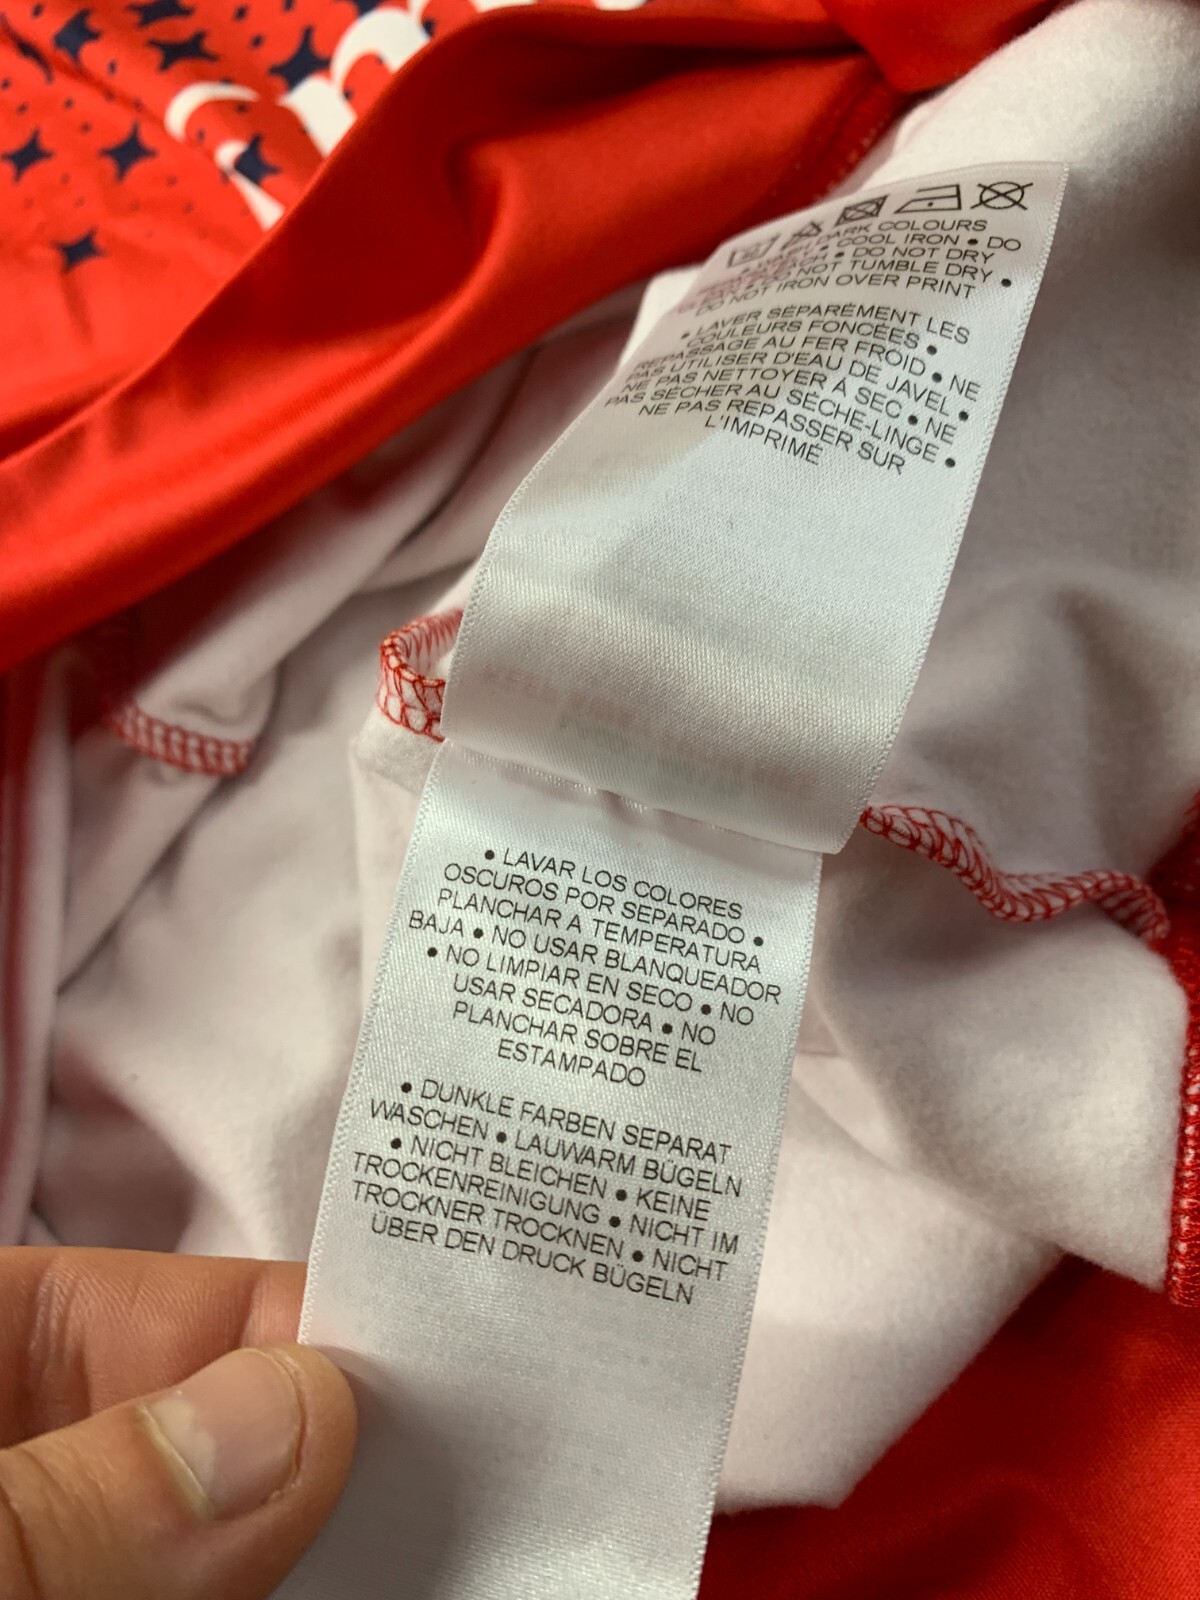 DARK COLOURS
• COOL IRON • DO
• DO NOT DRY
NOT TUMBLE DRY •
DO NOT IRON OVER PRINT
• LAVER SÉPARÉMENT LES
COULEURS FONCÉES •
REPASSAGE AU FER FROID • NE
PAS UTILISER D'EAU DE JAVEL •
NE PAS NETTOYER À SEC • NE
PAS SÉCHER AU SÈCHE-LINGE •
NE PAS REPASSER SUR
L'IMPRIMÉ
• LAVAR LOS COLORES
OSCUROS POR SEPARADO •
PLANCHAR A TEMPERATURA
BAJA • NO USAR BLANQUEADOR
• NO LIMPIAR EN SECO • NO
USAR SECADORA • NO
PLANCHAR SOBRE EL
ESTAMPADO
• DUNKLE FARBEN SEPARAT
WASCHEN • LAUWARM BÜGELN
• NICHT BLEICHEN • KEINE
TROCKENREINIGUNG • NICHT IM
TROCKNER TROCKNEN • NICHT
ÜBER DEN DRUCK BÜGELN